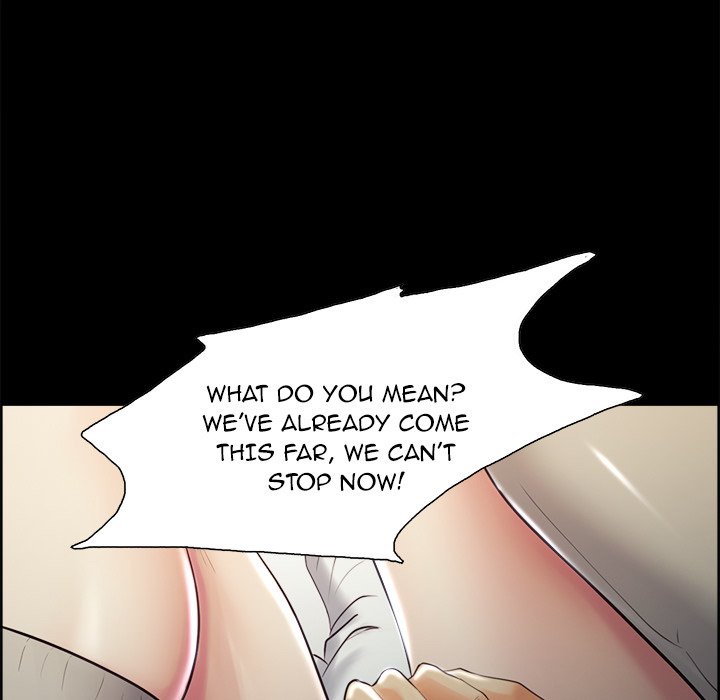 WHAT DO YOU MEAN?
WE'VE ALREADY COME
THIS FAR, WE CAN'T
STOP NOW!